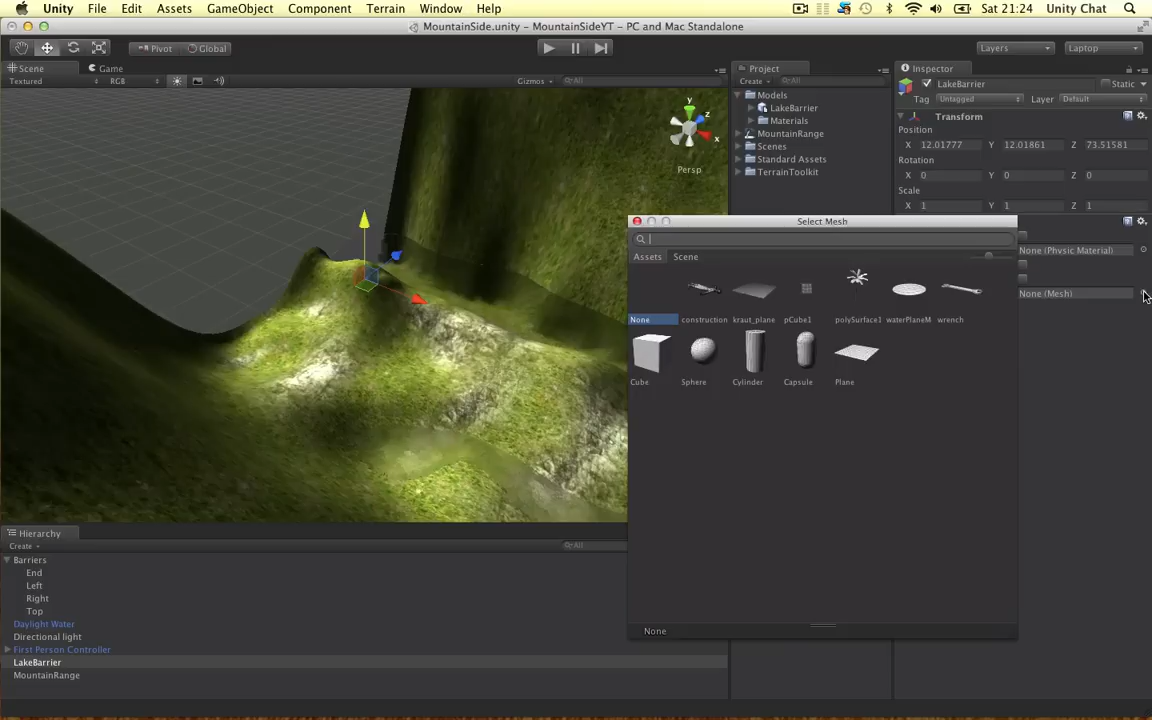 Unity File Edit Assets GameObject Component Terrain Window Help Sat 21:24 Unity Chat
MountainSide.unity - MountainSideYT - PC and Mac Standalone
Pivot Global Layers Laptop
Scene Game
Textured RGB Gizmos All
y
z
x
Persp
Project
Create All
Models
LakeBarrier
Materials
MountainRange
Scenes
Standard Assets
TerrainToolkit
Inspector
LakeBarrier Static
Tag Untagged Layer Default
Transform
Position
X 12.01777 Y 12.01861 Z 73.51581
Rotation
X 0 Y 0 Z 0
Scale
X 1 Y 1 Z 1
None (Physic Material)
None (Mesh)
Select Mesh
Assets Scene
None construction kraut_plane pCube1 polySurface1 waterPlaneM wrench
Cube Sphere Cylinder Capsule Plane
None
Hierarchy
Create All
Barriers
End
Left
Right
Top
Daylight Water
Directional light
First Person Controller
LakeBarrier
MountainRange